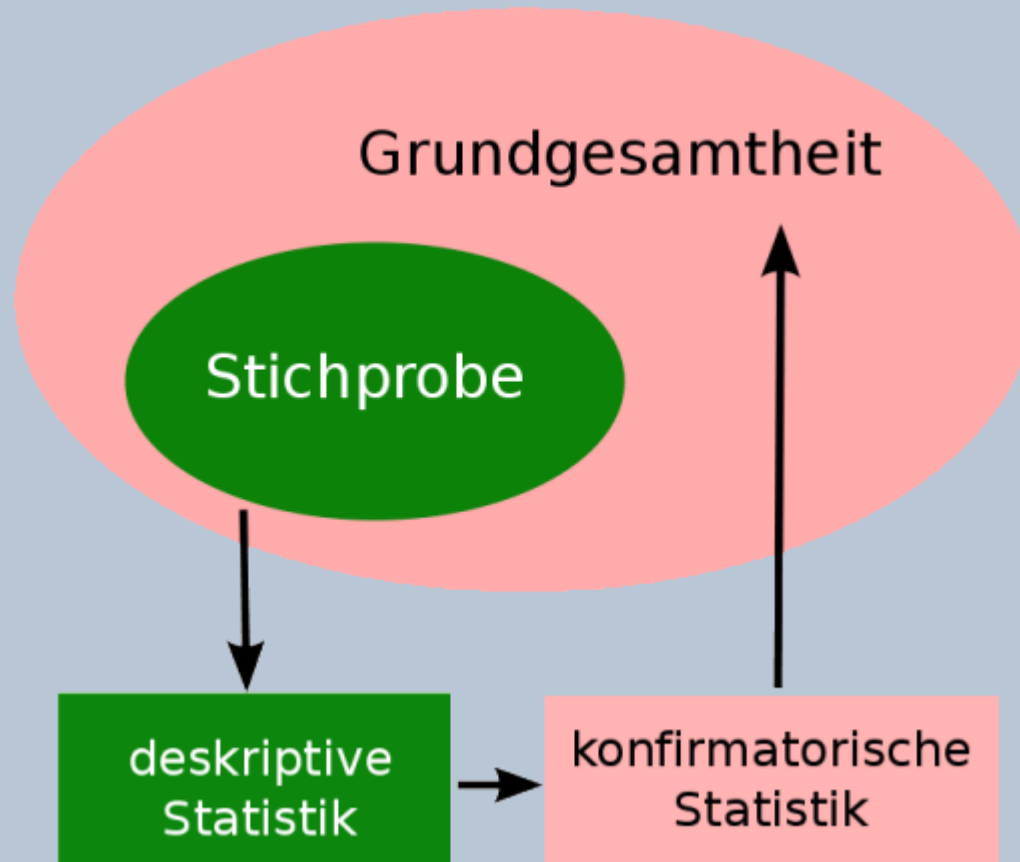 Grundgesamtheit
Stichprobe
deskriptive
Statistik
konfirmatorische
Statistik